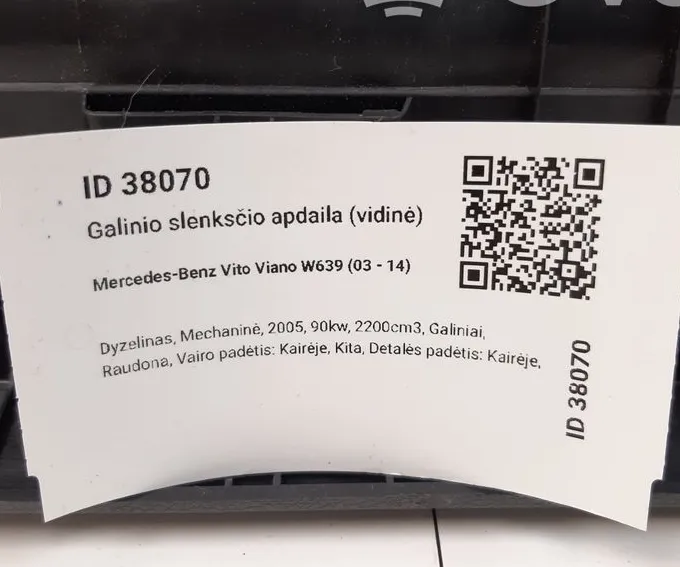 ID 38070
Galinio slenksčio apdaila (vidinė)
Mercedes-Benz Vito Viano W639 (03 - 14)
Dyzelinas, Mechaninė, 2005, 90kw, 2200cm3, Galiniai,
Raudona, Vairo padėtis: Kairėje, Kita, Detalės padėtis: Kairėje,
ID 38070